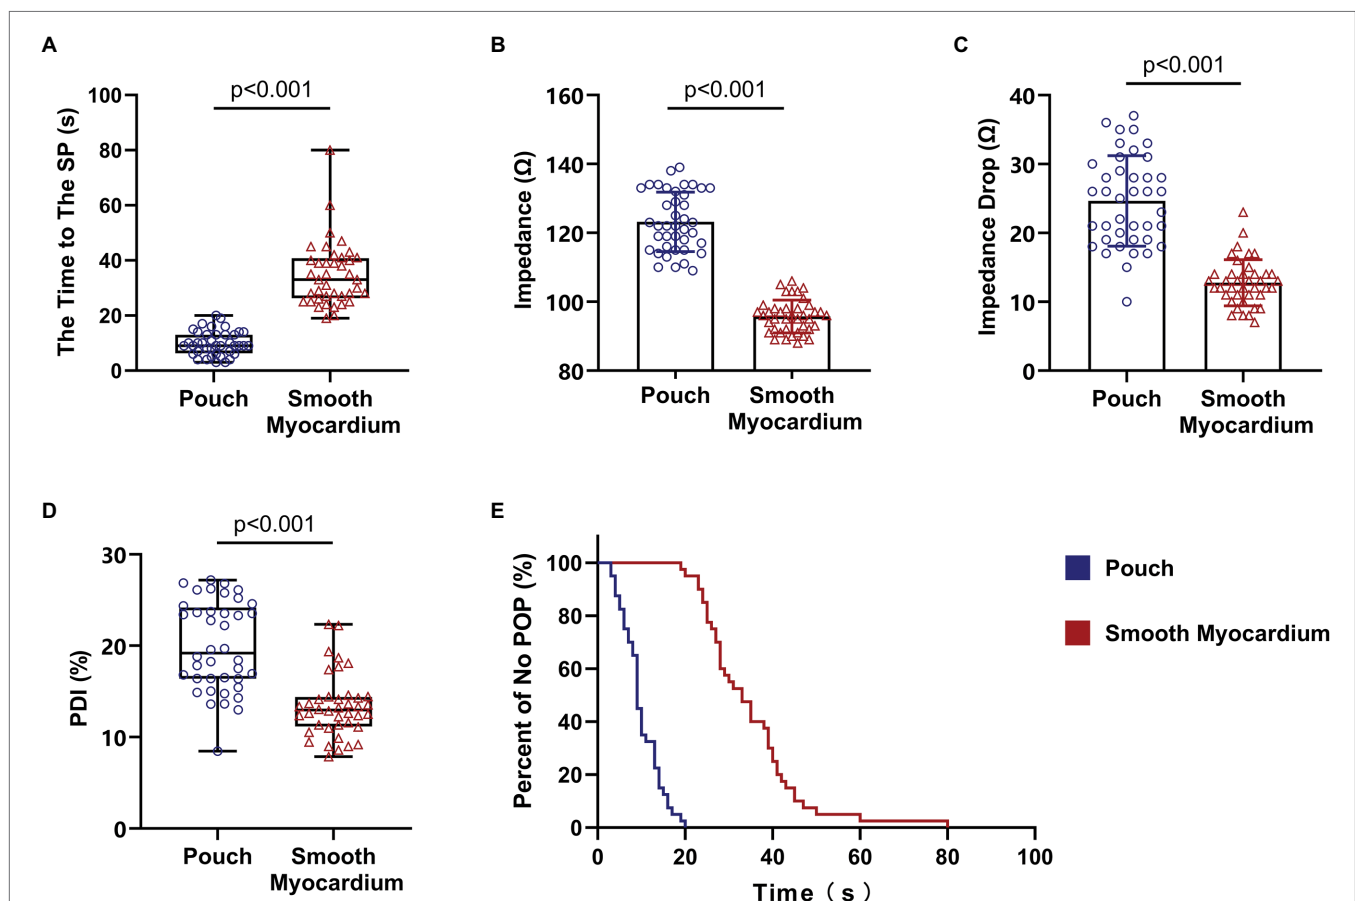 A
p<0.001
The Time to The SP (s)
100
80
60
40
20
0
Pouch
Smooth
Myocardium
B
p<0.001
Impedance (Ω)
160
140
120
100
80
Pouch
Smooth
Myocardium
C
p<0.001
Impedance Drop (Ω)
40
30
20
10
0
Pouch
Smooth
Myocardium
D
p<0.001
PDI (%)
30
20
10
0
Pouch
Smooth
Myocardium
E
Percent of No POP (%)
100
80
60
40
20
0
0 20 40 60 80 100
Time（s）
Pouch
Smooth Myocardium